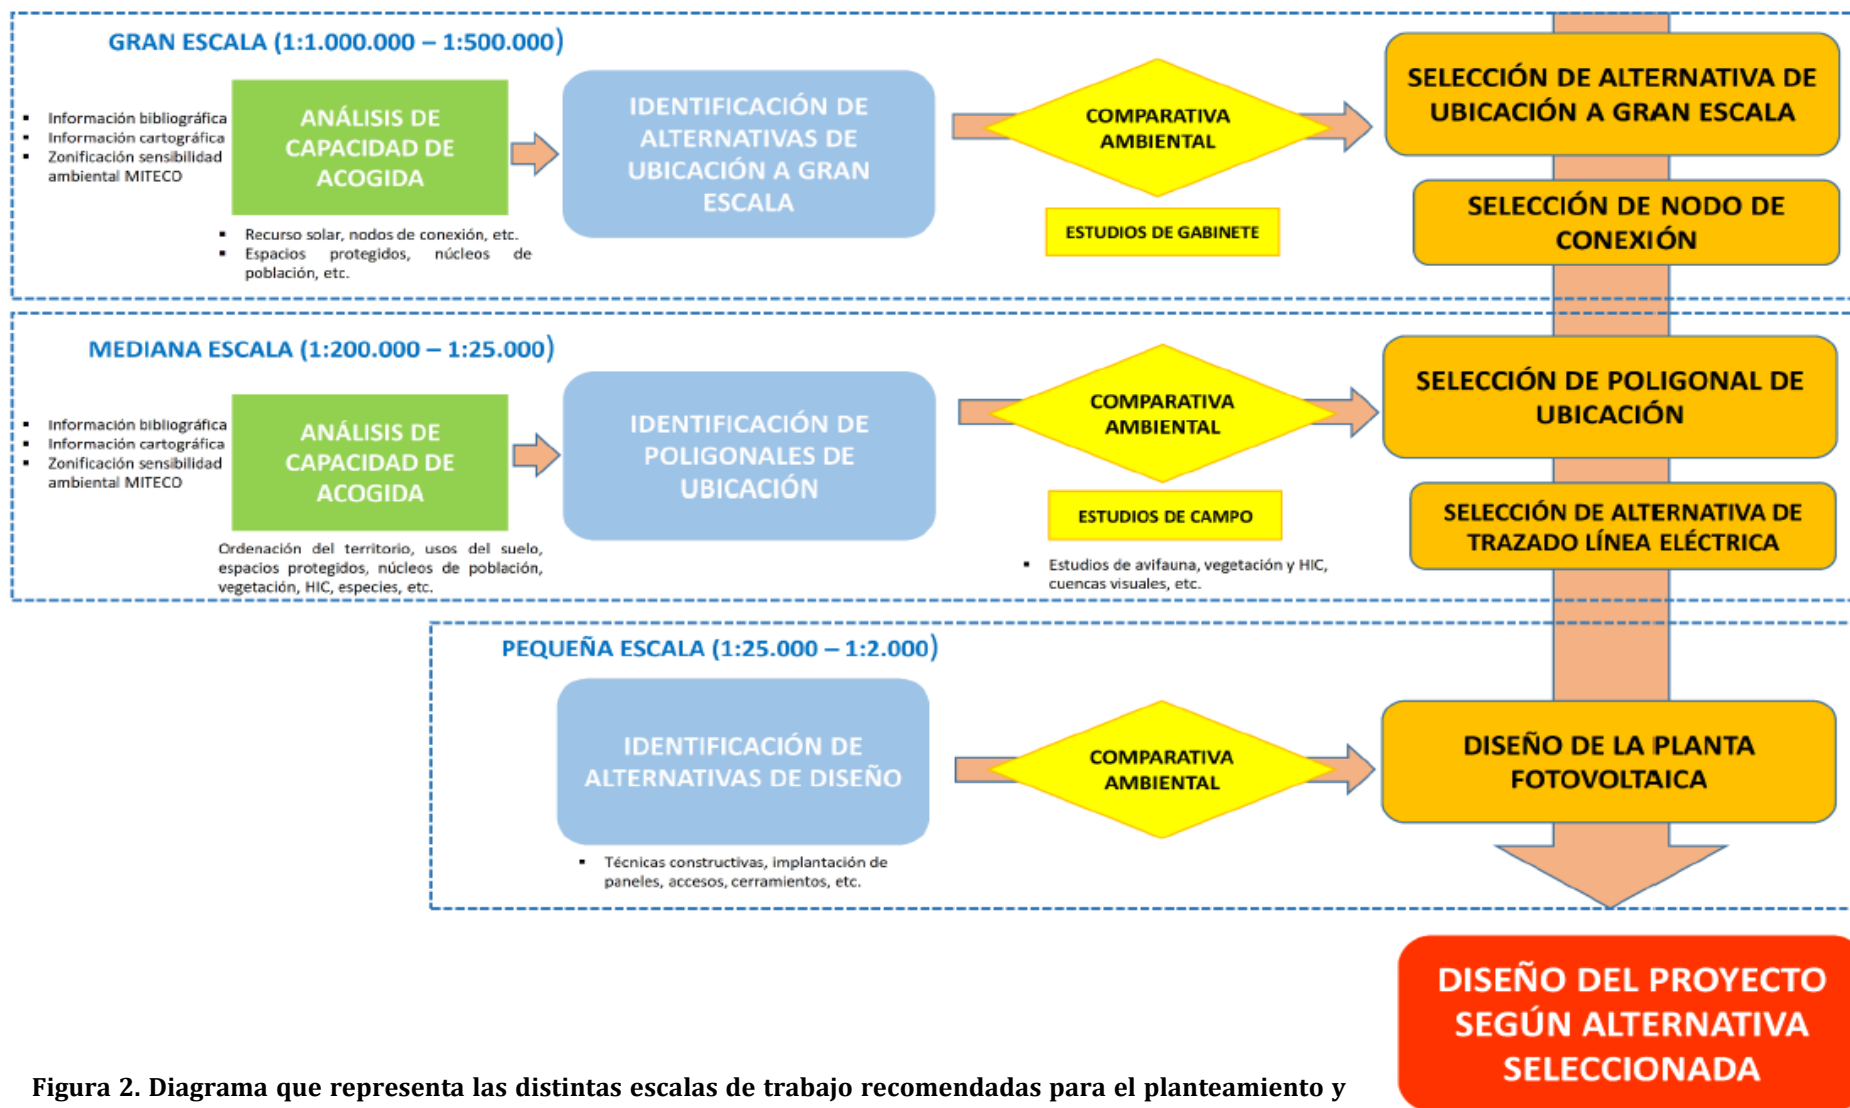 GRAN ESCALA (1:1.000.000 – 1:500.000)
▪ Información bibliográfica
▪ Información cartográfica
▪ Zonificación sensibilidad
ambiental MITECO
ANÁLISIS DE
CAPACIDAD DE
ACOGIDA
▪ Recurso solar, nodos de conexión, etc.
▪ Espacios protegidos, núcleos de
población, etc.
IDENTIFICACIÓN DE
ALTERNATIVAS DE
UBICACIÓN A GRAN
ESCALA
COMPARATIVA
AMBIENTAL
ESTUDIOS DE GABINETE
SELECCIÓN DE ALTERNATIVA DE
UBICACIÓN A GRAN ESCALA
SELECCIÓN DE NODO DE
CONEXIÓN
MEDIANA ESCALA (1:200.000 – 1:25.000)
▪ Información bibliográfica
▪ Información cartográfica
▪ Zonificación sensibilidad
ambiental MITECO
ANÁLISIS DE
CAPACIDAD DE
ACOGIDA
Ordenación del territorio, usos del suelo,
espacios protegidos, núcleos de población,
vegetación, HIC, especies, etc.
IDENTIFICACIÓN DE
POLIGONALES DE
UBICACIÓN
COMPARATIVA
AMBIENTAL
ESTUDIOS DE CAMPO
▪ Estudios de avifauna, vegetación y HIC,
cuencas visuales, etc.
SELECCIÓN DE POLIGONAL DE
UBICACIÓN
SELECCIÓN DE ALTERNATIVA DE
TRAZADO LÍNEA ELÉCTRICA
PEQUEÑA ESCALA (1:25.000 – 1:2.000)
IDENTIFICACIÓN DE
ALTERNATIVAS DE DISEÑO
▪ Técnicas constructivas, implantación de
paneles, accesos, cerramientos, etc.
COMPARATIVA
AMBIENTAL
DISEÑO DE LA PLANTA
FOTOVOLTAICA
DISEÑO DEL PROYECTO
SEGÚN ALTERNATIVA
SELECCIONADA
Figura 2. Diagrama que representa las distintas escalas de trabajo recomendadas para el planteamiento y